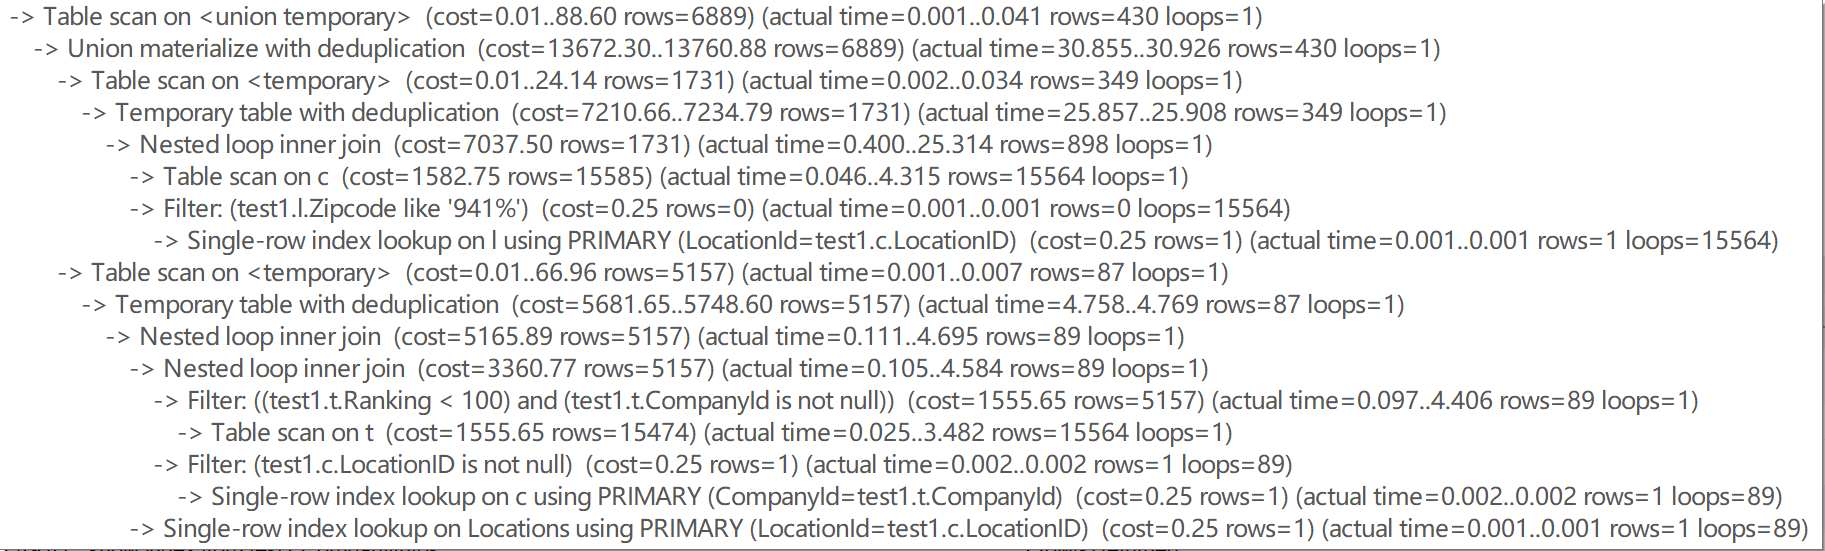 -> Table scan on <union temporary>  (cost=0.01..88.60 rows=6889) (actual time=0.001..0.041 rows=430 loops=1)
-> Union materialize with deduplication  (cost=13672.30..13760.88 rows=6889) (actual time=30.855..30.926 rows=430 loops=1)
-> Table scan on <temporary>  (cost=0.01..24.14 rows=1731) (actual time=0.002..0.034 rows=349 loops=1)
-> Temporary table with deduplication  (cost=7210.66..7234.79 rows=1731) (actual time=25.857..25.908 rows=349 loops=1)
-> Nested loop inner join  (cost=7037.50 rows=1731) (actual time=0.400..25.314 rows=898 loops=1)
-> Table scan on c  (cost=1582.75 rows=15585) (actual time=0.046..4.315 rows=15564 loops=1)
-> Filter: (test1.l.Zipcode like '941%')  (cost=0.25 rows=0) (actual time=0.001..0.001 rows=0 loops=15564)
-> Single-row index lookup on l using PRIMARY (LocationId=test1.c.LocationID)  (cost=0.25 rows=1) (actual time=0.001..0.001 rows=1 loops=15564)
-> Table scan on <temporary>  (cost=0.01..66.96 rows=5157) (actual time=0.001..0.007 rows=87 loops=1)
-> Temporary table with deduplication  (cost=5681.65..5748.60 rows=5157) (actual time=4.758..4.769 rows=87 loops=1)
-> Nested loop inner join  (cost=5165.89 rows=5157) (actual time=0.111..4.695 rows=89 loops=1)
-> Nested loop inner join  (cost=3360.77 rows=5157) (actual time=0.105..4.584 rows=89 loops=1)
-> Filter: ((test1.t.Ranking < 100) and (test1.t.CompanyId is not null))  (cost=1555.65 rows=5157) (actual time=0.097..4.406 rows=89 loops=1)
-> Table scan on t  (cost=1555.65 rows=15474) (actual time=0.025..3.482 rows=15564 loops=1)
-> Filter: (test1.c.LocationID is not null)  (cost=0.25 rows=1) (actual time=0.002..0.002 rows=1 loops=89)
-> Single-row index lookup on c using PRIMARY (CompanyId=test1.t.CompanyId)  (cost=0.25 rows=1) (actual time=0.002..0.002 rows=1 loops=89)
-> Single-row index lookup on Locations using PRIMARY (LocationId=test1.c.LocationID)  (cost=0.25 rows=1) (actual time=0.001..0.001 rows=1 loops=89)